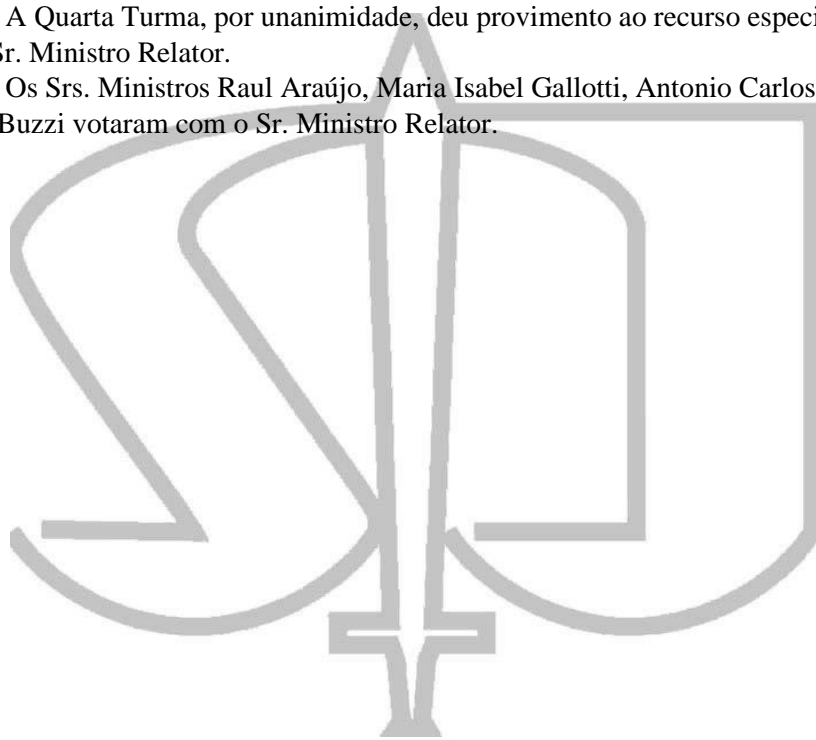 A Quarta Turma, por unanimidade, deu provimento ao recurso especi
Sr. Ministro Relator.
Os Srs. Ministros Raul Araújo, Maria Isabel Gallotti, Antonio Carlos
Buzzi votaram com o Sr. Ministro Relator.